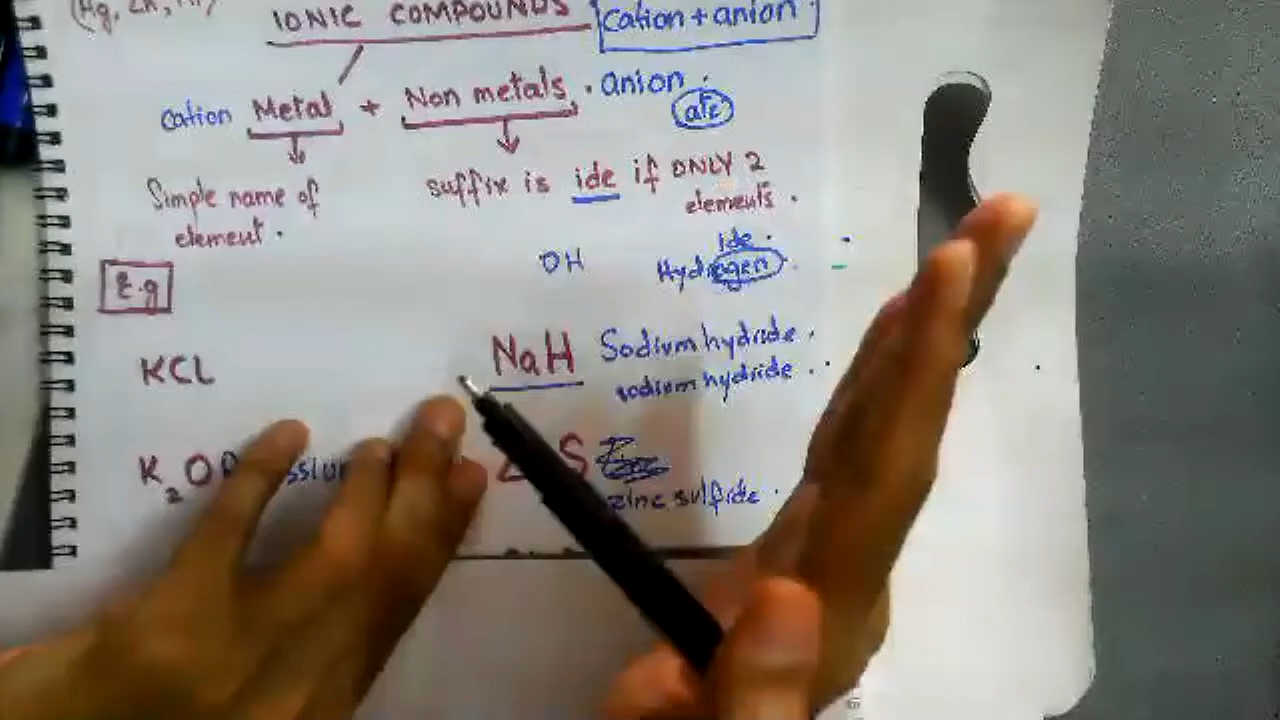 IONIC COMPOUNDS cation + anion
cation Metal + Non metals . anion .
ate
Simple name of element .
suffix is ide if ONLY 2 elements .
E.g
OH
ide .
Hydrogen .
KCL
NaH Sodium hydride .
sodium hydride .
K2O
S
zinc sulfide .